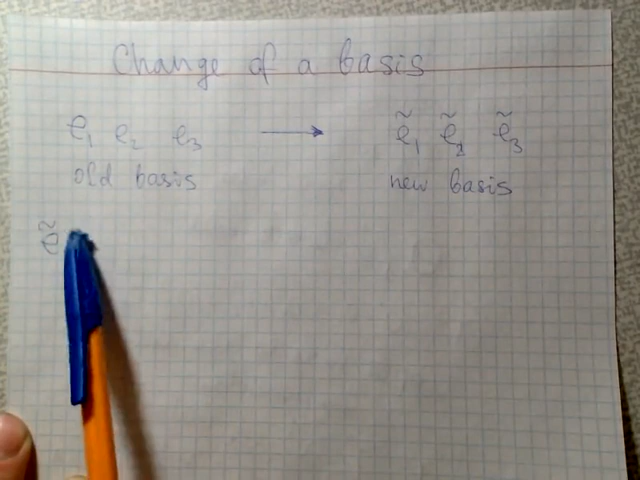 Change of a basis
e₁ e₂ e₃ → ẽ₁ ẽ₂ ẽ₃
old basis new basis
ẽ